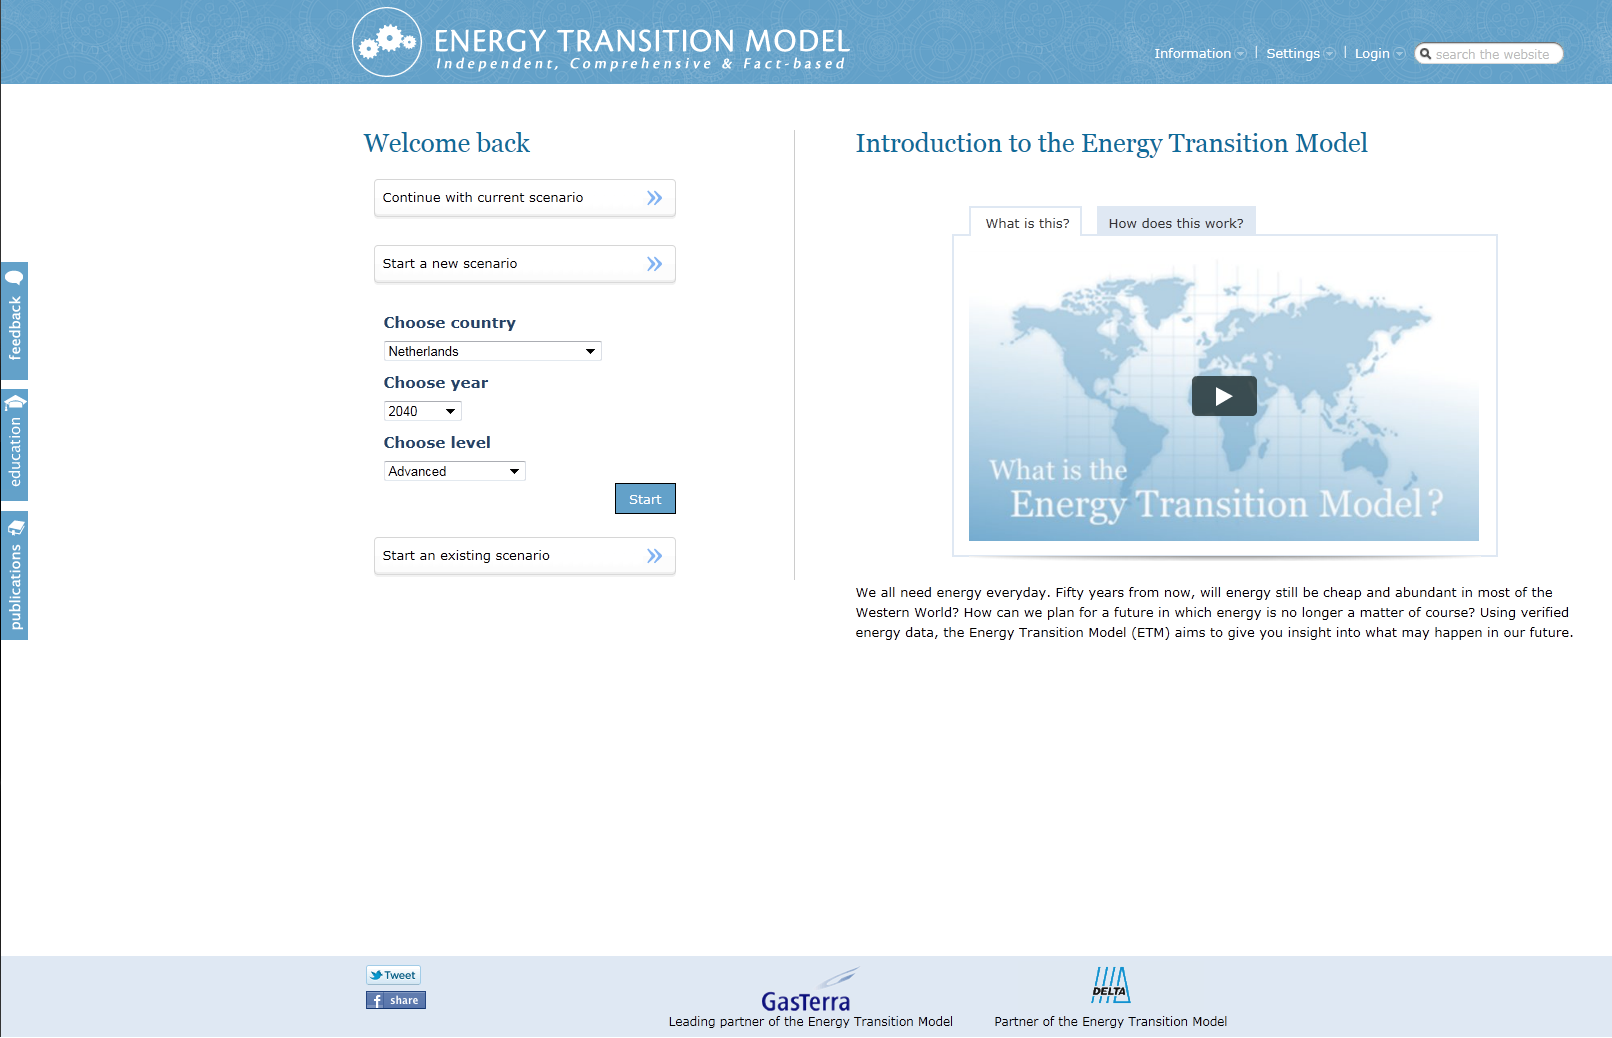 ENERGY TRANSITION MODEL
Independent, Comprehensive & Fact-based
Information
Settings
Login
search the website
feedback
education
publications
Welcome back
Continue with current scenario
Start a new scenario
Choose country
Netherlands
Choose year
2040
Choose level
Advanced
Start
Start an existing scenario
Introduction to the Energy Transition Model
What is this?
How does this work?
What is the
Energy Transition Model?
We all need energy everyday. Fifty years from now, will energy still be cheap and abundant in most of the
Western World? How can we plan for a future in which energy is no longer a matter of course? Using verified
energy data, the Energy Transition Model (ETM) aims to give you insight into what may happen in our future.
Tweet
f share
GasTerra
Leading partner of the Energy Transition Model
DELTA
Partner of the Energy Transition Model